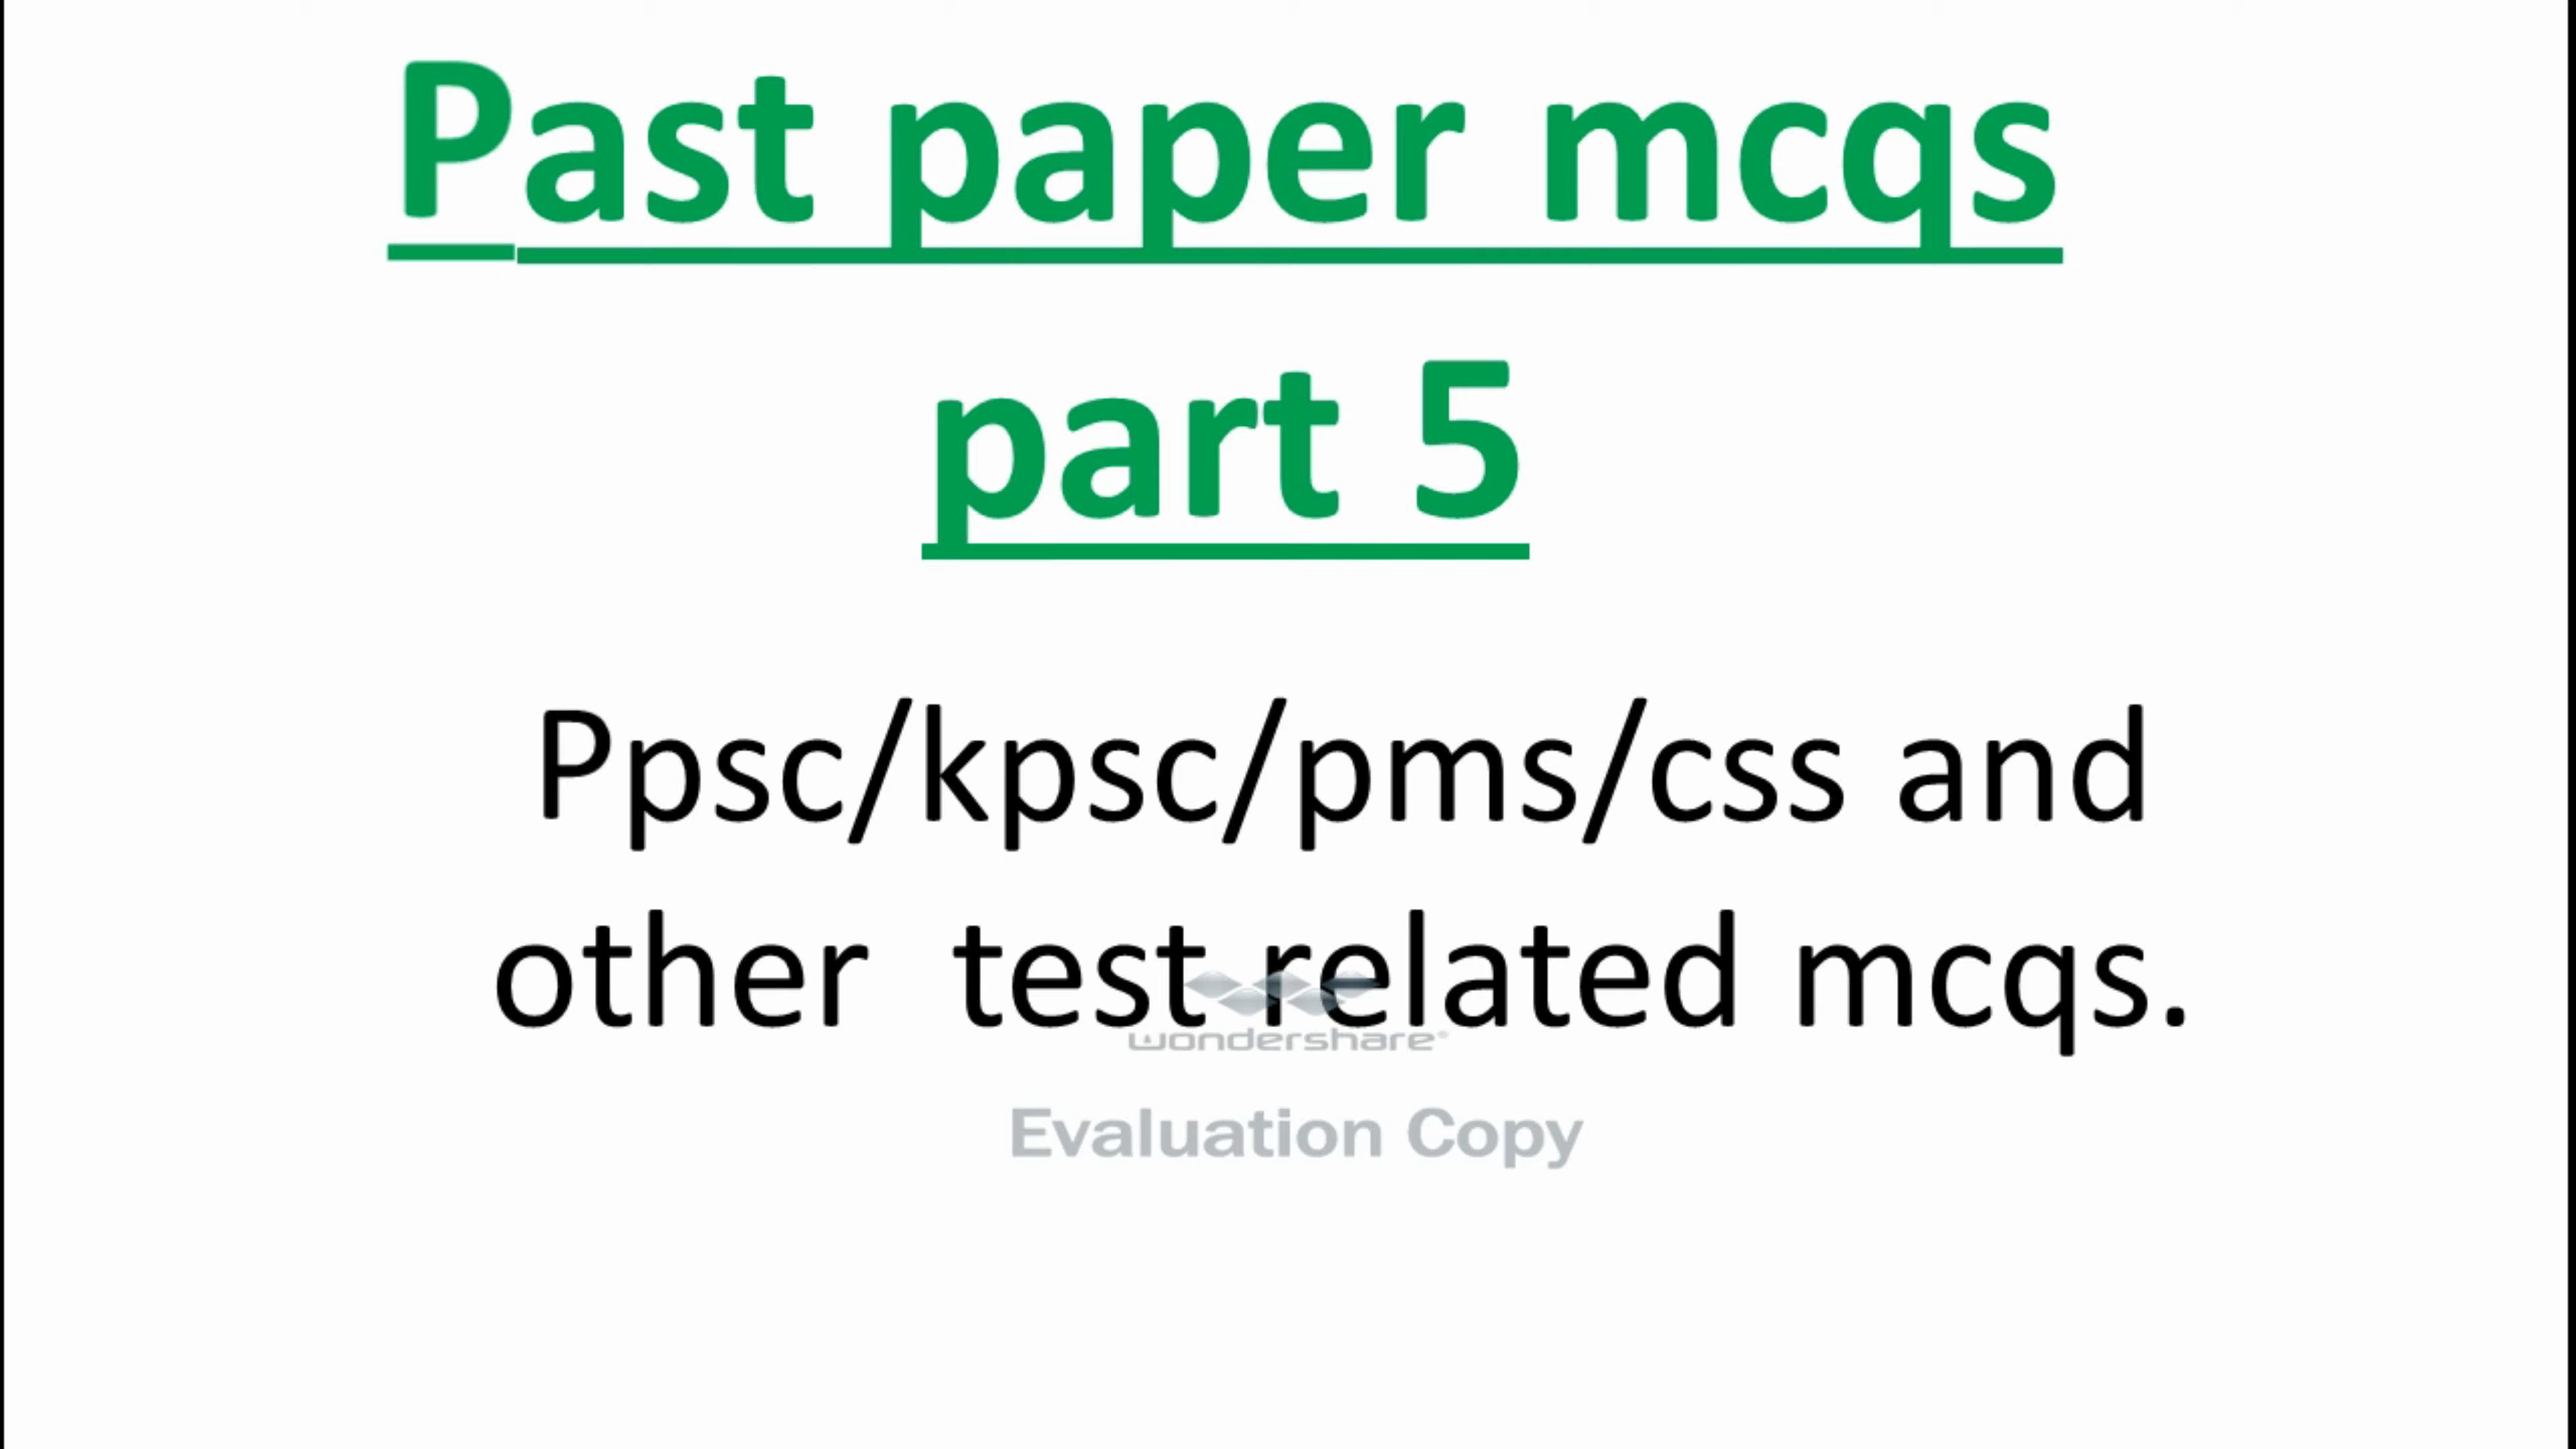 Past paper mcqs
part 5
Ppsc/kpsc/pms/css and
other  test related mcqs.
wondershare®
Evaluation Copy